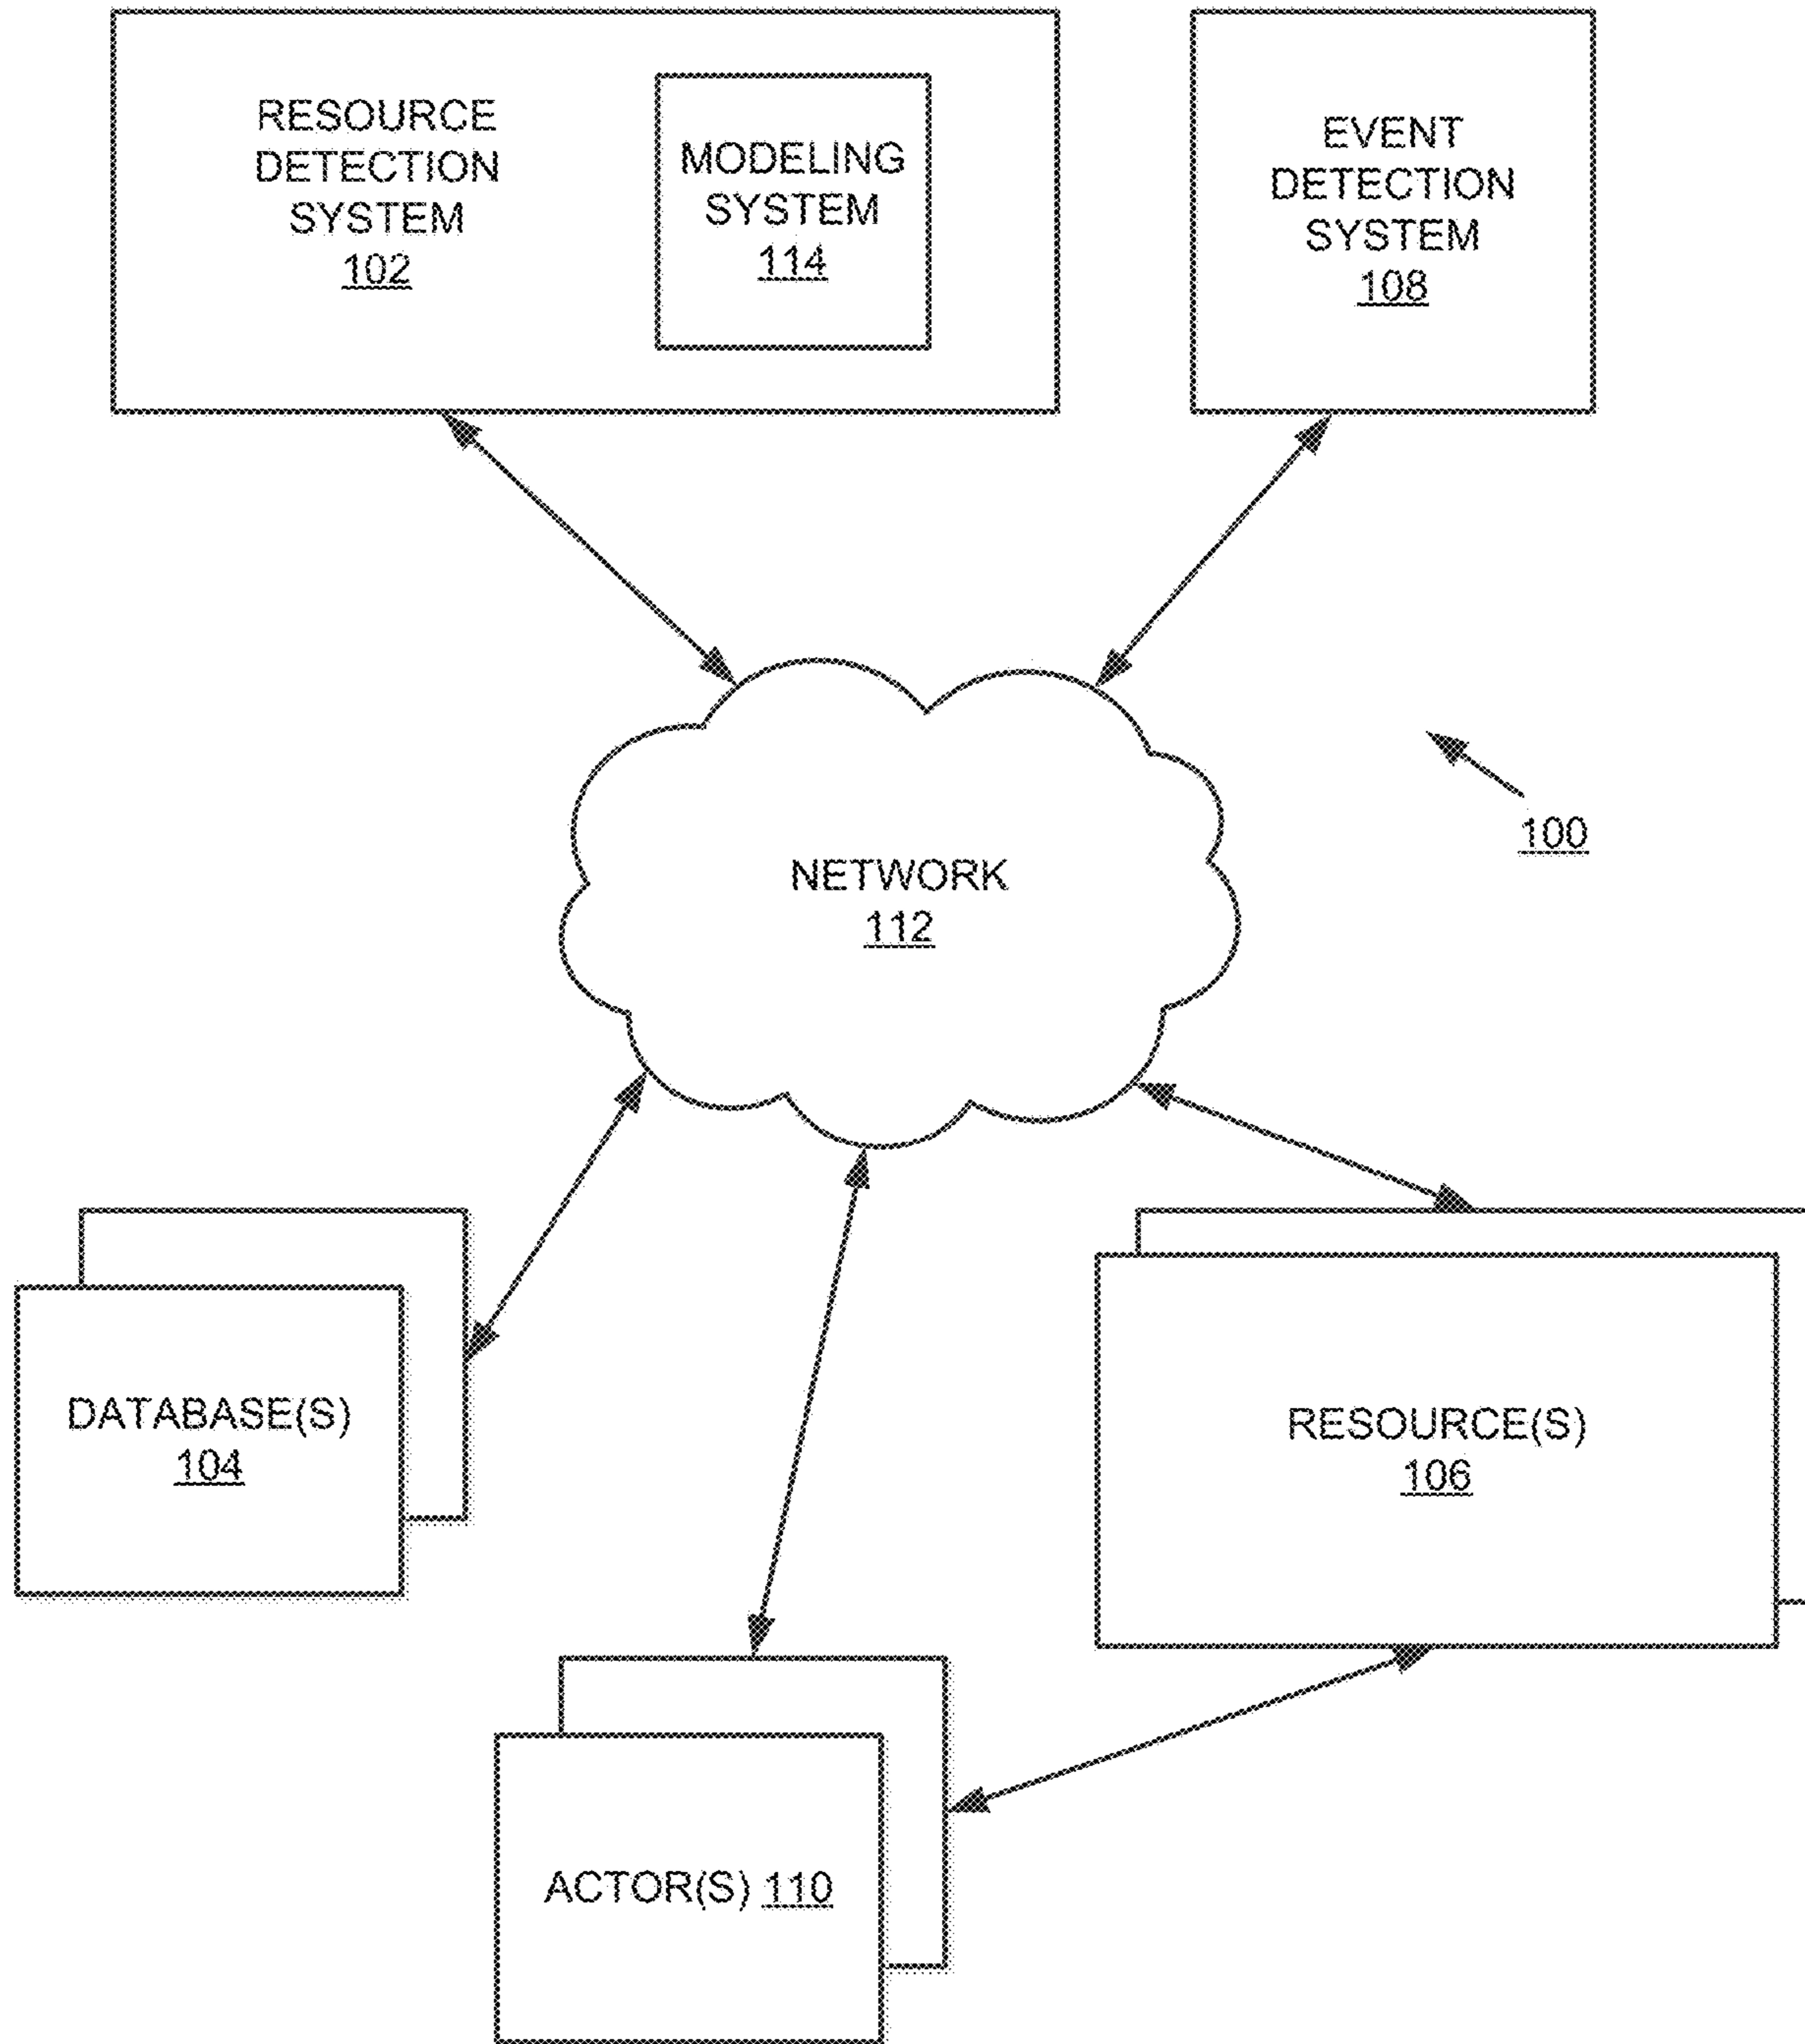 RESOURCE
DETECTION
SYSTEM
102
MODELING
SYSTEM
114
EVENT
DETECTION
SYSTEM
108
100
NETWORK
112
DATABASE(S)
104
RESOURCE(S)
106
ACTOR(S) 110